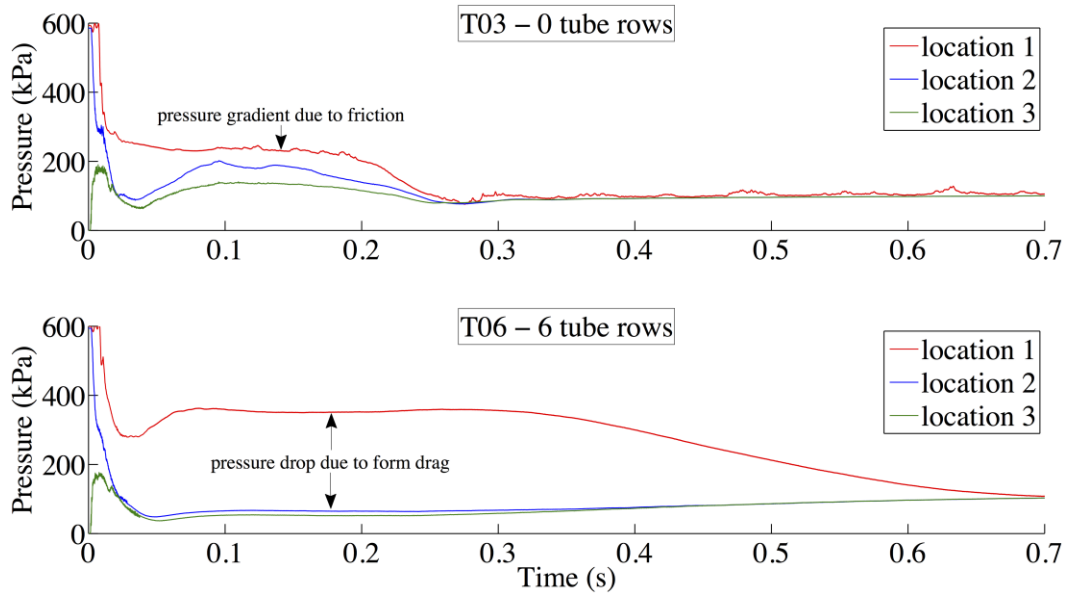 T03 – 0 tube rows
600
400
200
0
Pressure (kPa)
location 1
location 2
location 3
pressure gradient due to friction
0 0.1 0.2 0.3 0.4 0.5 0.6 0.7
T06 – 6 tube rows
600
400
200
0
Pressure (kPa)
location 1
location 2
location 3
pressure drop due to form drag
0 0.1 0.2 0.3 0.4 0.5 0.6 0.7
Time (s)